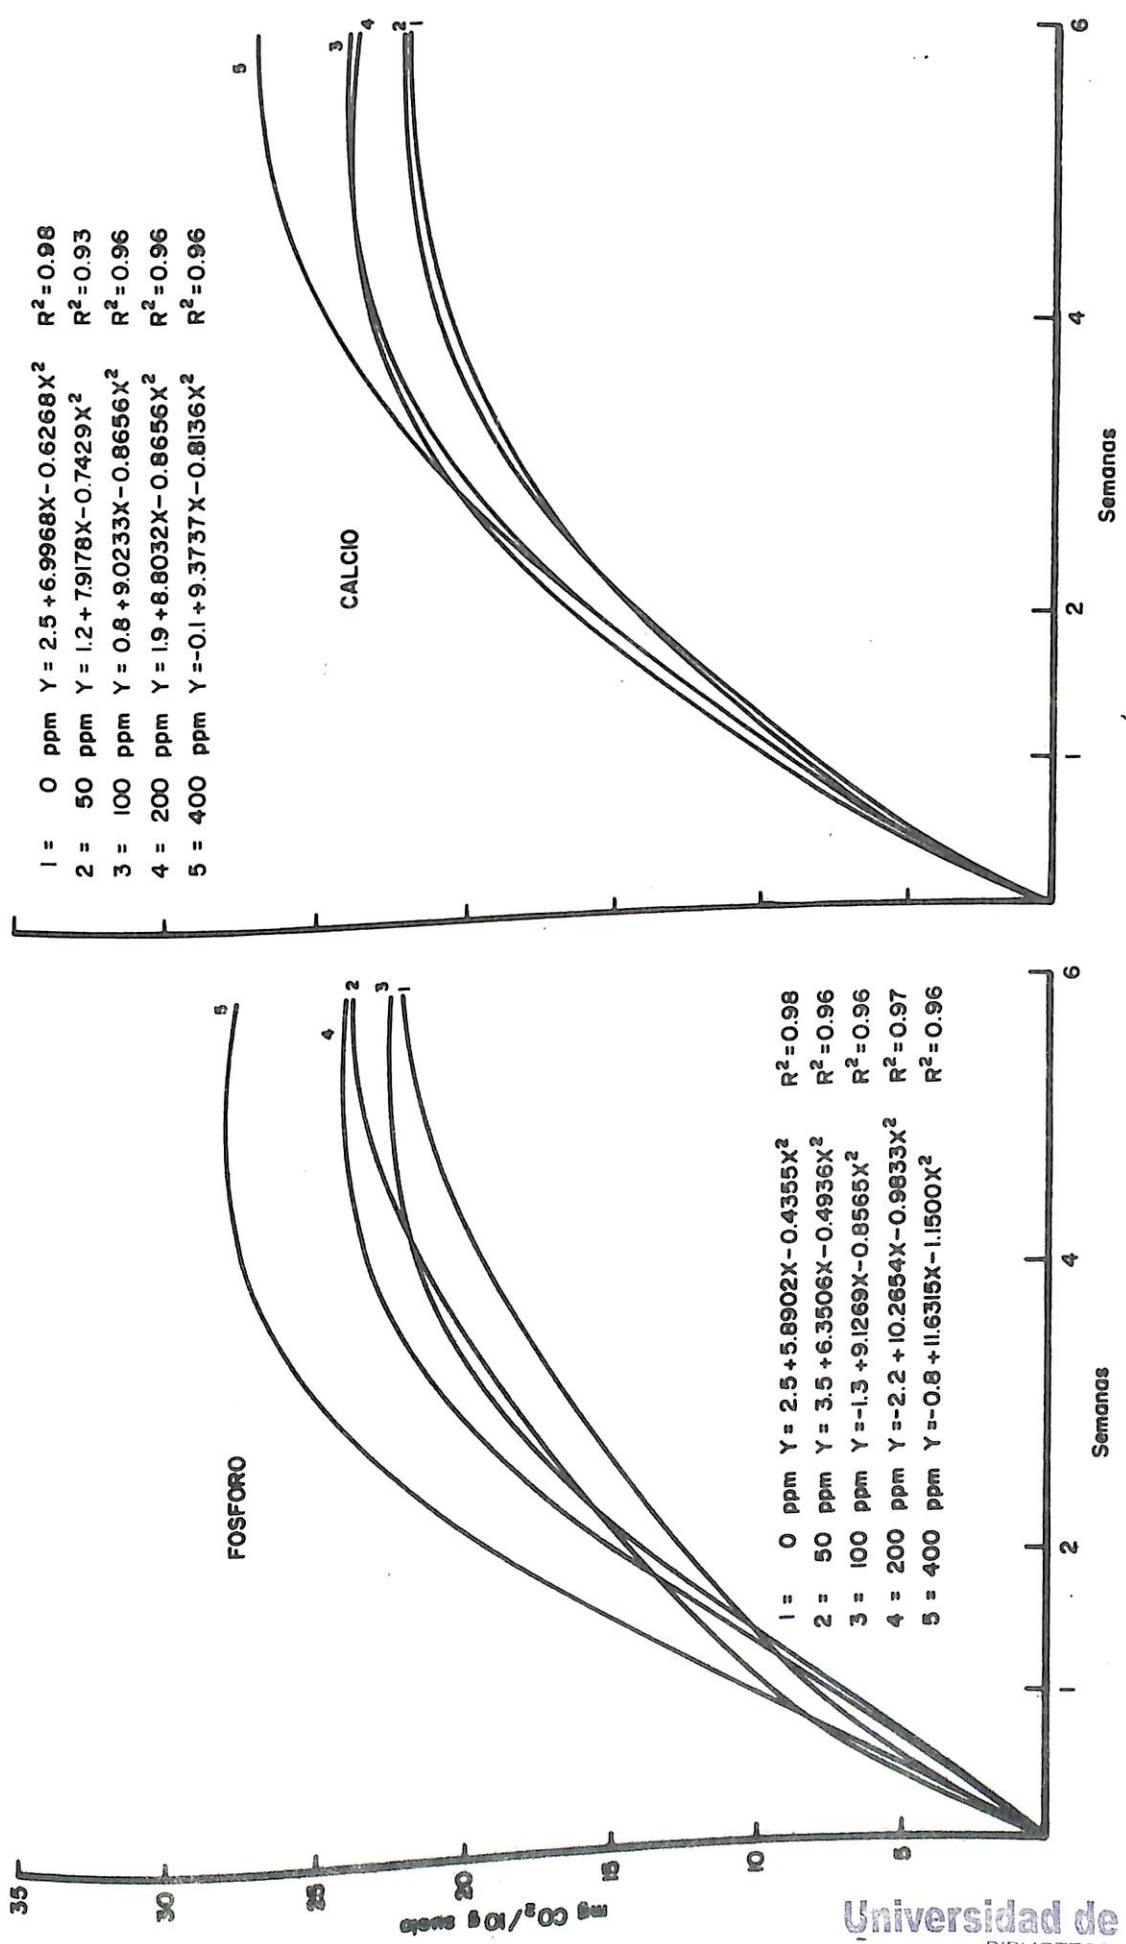 FOSFORO
mg CO2/10 g suelo
35
30
25
20
15
10
5
1
2
4
6
Semanas
5
4
2
3
1
1 = 0 ppm Y = 2.5+5.8902X-0.4355X² R²=0.98
2 = 50 ppm Y = 3.5+6.3506X-0.4936X² R²=0.96
3 = 100 ppm Y =-1.3+9.1269X-0.8565X² R²=0.96
4 = 200 ppm Y =-2.2+10.2654X-0.9833X² R²=0.97
5 = 400 ppm Y =-0.8+11.6315X-1.1500X² R²=0.96
CALCIO
1 = 0 ppm Y = 2.5+6.9968X-0.6268X² R²=0.98
2 = 50 ppm Y = 1.2+7.9178X-0.7429X² R²=0.93
3 = 100 ppm Y = 0.8+9.0233X-0.8656X² R²=0.96
4 = 200 ppm Y = 1.9+8.8032X-0.8656X² R²=0.96
5 = 400 ppm Y =-0.1+9.3737X-0.8136X² R²=0.96
5
3
4
2
1
1
2
4
6
Semanas
Universidad de